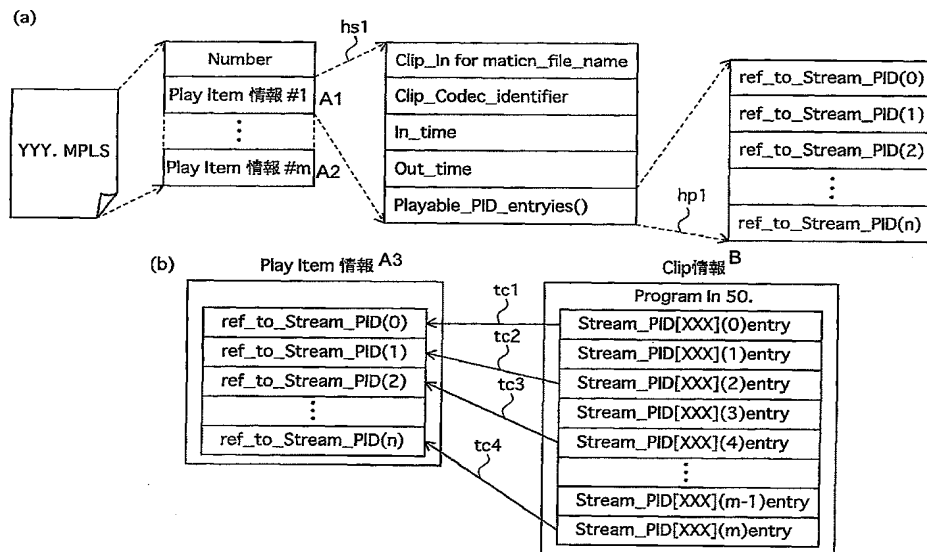 (a)
hs1
Number
Play Item 情報 #1
A1
⋮
Play Item 情報 #m
A2
YYY. MPLS
Clip_In for maticn_file_name
Clip_Codec_identifier
In_time
Out_time
Playable_PID_entryies()
hp1
ref_to_Stream_PID(0)
ref_to_Stream_PID(1)
ref_to_Stream_PID(2)
⋮
ref_to_Stream_PID(n)
(b)
Play Item 情報 A3
ref_to_Stream_PID(0)
ref_to_Stream_PID(1)
ref_to_Stream_PID(2)
⋮
ref_to_Stream_PID(n)
tc1
tc2
tc3
tc4
Clip情報 B
Program In 50.
Stream_PID[XXX](0)entry
Stream_PID[XXX](1)entry
Stream_PID[XXX](2)entry
Stream_PID[XXX](3)entry
Stream_PID[XXX](4)entry
⋮
Stream_PID[XXX](m-1)entry
Stream_PID[XXX](m)entry